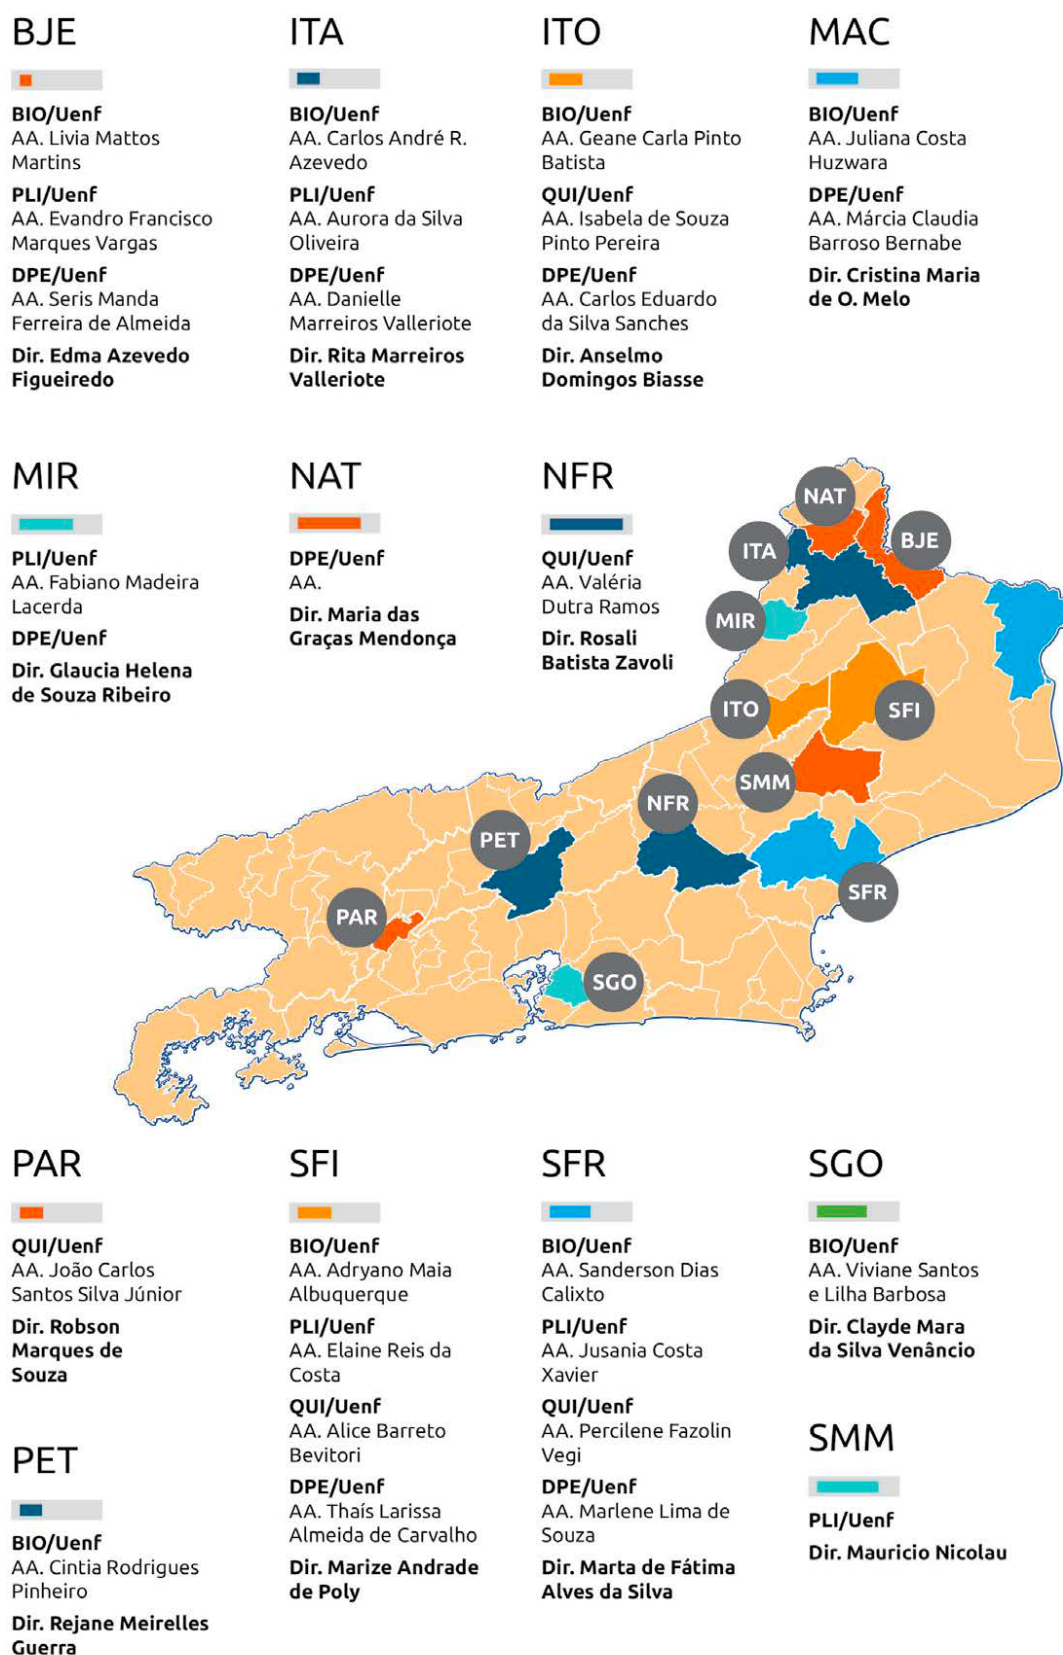 BJE
BIO/Uenf
AA. Livia Mattos
Martins
PLI/Uenf
AA. Evandro Francisco
Marques Vargas
DPE/Uenf
AA. Seris Manda
Ferreira de Almeida
Dir. Edma Azevedo
Figueiredo
ITA
BIO/Uenf
AA. Carlos André R.
Azevedo
PLI/Uenf
AA. Aurora da Silva
Oliveira
DPE/Uenf
AA. Danielle
Marreiros Valleriote
Dir. Rita Marreiros
Valleriote
ITO
BIO/Uenf
AA. Geane Carla Pinto
Batista
QUI/Uenf
AA. Isabela de Souza
Pinto Pereira
DPE/Uenf
AA. Carlos Eduardo
da Silva Sanches
Dir. Anselmo
Domingos Biasse
MAC
BIO/Uenf
AA. Juliana Costa
Huzwara
DPE/Uenf
AA. Márcia Claudia
Barroso Bernabe
Dir. Cristina Maria
de O. Melo
MIR
PLI/Uenf
AA. Fabiano Madeira
Lacerda
DPE/Uenf
Dir. Glaucia Helena
de Souza Ribeiro
NAT
DPE/Uenf
AA.
Dir. Maria das
Graças Mendonça
NFR
QUI/Uenf
AA. Valéria
Dutra Ramos
Dir. Rosali
Batista Zavoli
NAT
BJE
ITA
MIR
ITO
SFI
SMM
NFR
PET
SFR
PAR
SGO
PAR
QUI/Uenf
AA. João Carlos
Santos Silva Júnior
Dir. Robson
Marques de
Souza
PET
BIO/Uenf
AA. Cintia Rodrigues
Pinheiro
Dir. Rejane Meirelles
Guerra
SFI
BIO/Uenf
AA. Adryano Maia
Albuquerque
PLI/Uenf
AA. Elaine Reis da
Costa
QUI/Uenf
AA. Alice Barreto
Bevitori
DPE/Uenf
AA. Thaís Larissa
Almeida de Carvalho
Dir. Marize Andrade
de Poly
SFR
BIO/Uenf
AA. Sanderson Dias
Calixto
PLI/Uenf
AA. Jusania Costa
Xavier
QUI/Uenf
AA. Percilene Fazolin
Vegi
DPE/Uenf
AA. Marlene Lima de
Souza
Dir. Marta de Fátima
Alves da Silva
SGO
BIO/Uenf
AA. Viviane Santos
e Lilha Barbosa
Dir. Clayde Mara
da Silva Venâncio
SMM
PLI/Uenf
Dir. Mauricio Nicolau